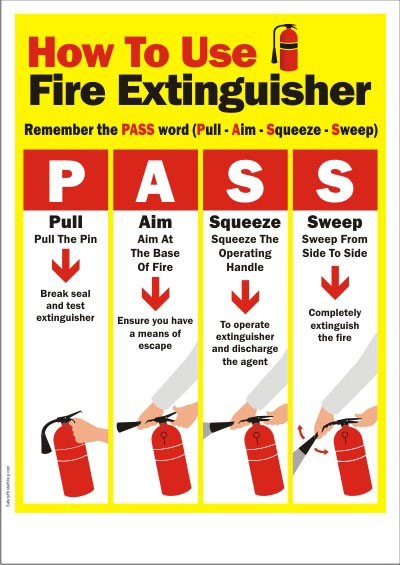 How To Use
Fire Extinguisher
Remember the PASS word (Pull - Aim - Squeeze - Sweep)
P A S S
Pull
Pull The Pin
Break seal
and test
extinguisher
Aim
Aim At
The Base
Of Fire
Ensure you have
a means of
escape
Squeeze
Squeeze The
Operating
Handle
To operate
extinguisher
and discharge
the agent
Sweep
Sweep From
Side To Side
Completely
extinguish
the fire